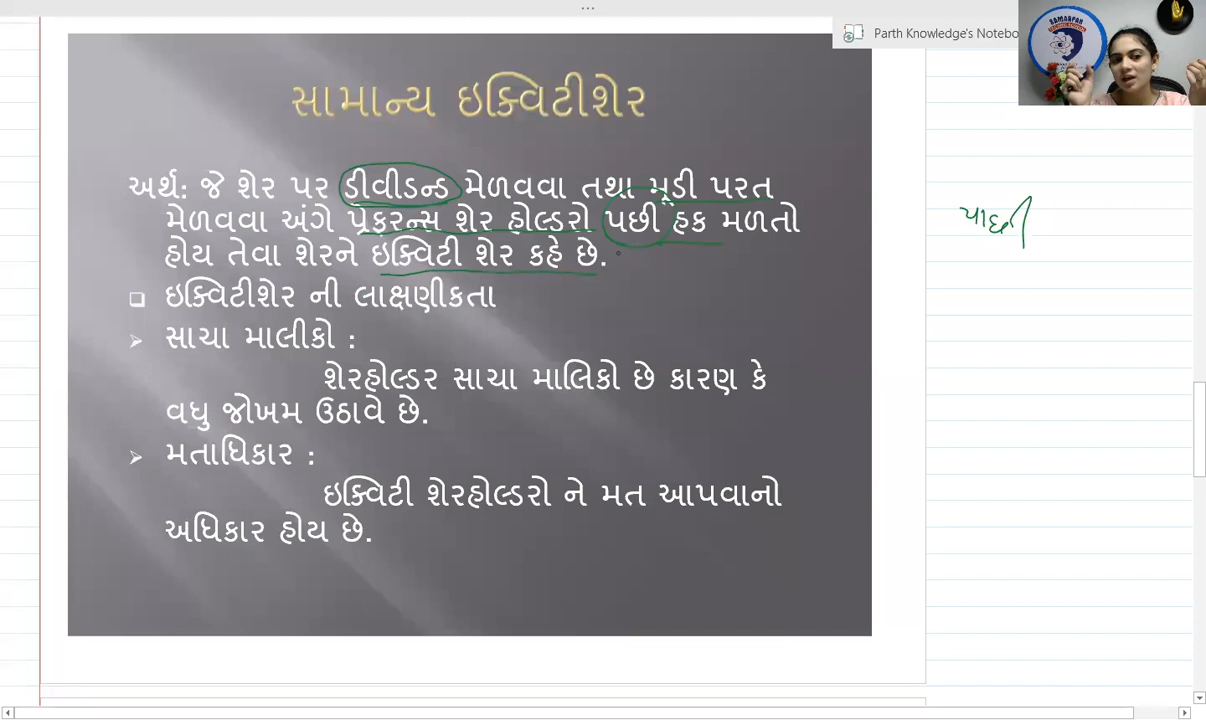 Parth Knowledge's Notebo
સામાન્ય ઇક્વિટીશેર
અર્થ: જે શેર પર ડીવીડન્ડ મેળવવા તથા મૂડી પરત
મેળવવા અંગે પ્રેફરન્સ શેર હોલ્ડરો પછી હક મળતો
હોય તેવા શેરને ઇક્વિટી શેર કહે છે.
ઇક્વિટીશેર ની લાક્ષણીકતા
સાચા માલીકો :
શેરહોલ્ડર સાચા માલિકો છે કારણ કે
વધુ જોખમ ઉઠાવે છે.
મતાધિકાર :
ઇક્વિટી શેરહોલ્ડરો ને મત આપવાનો
અધિકાર હોય છે.